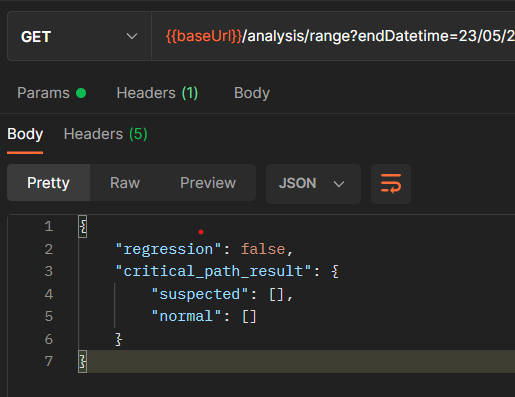 GET {{baseUrl}}/analysis/range?endDatetime=23/05/2
Params Headers (1) Body
Body Headers (5)
Pretty Raw Preview JSON
1 {
2 "regression": false,
3 "critical_path_result": {
4 "suspected": [],
5 "normal": []
6 }
7 }